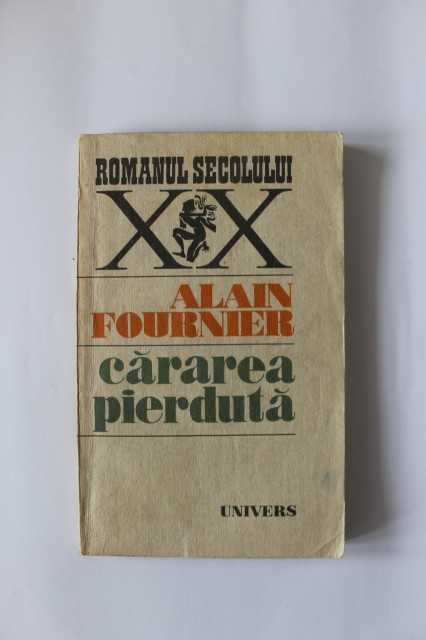 ROMANUL SECOLULUI
XX
ALAIN
FOURNIER
cărarea
pierdută
UNIVERS